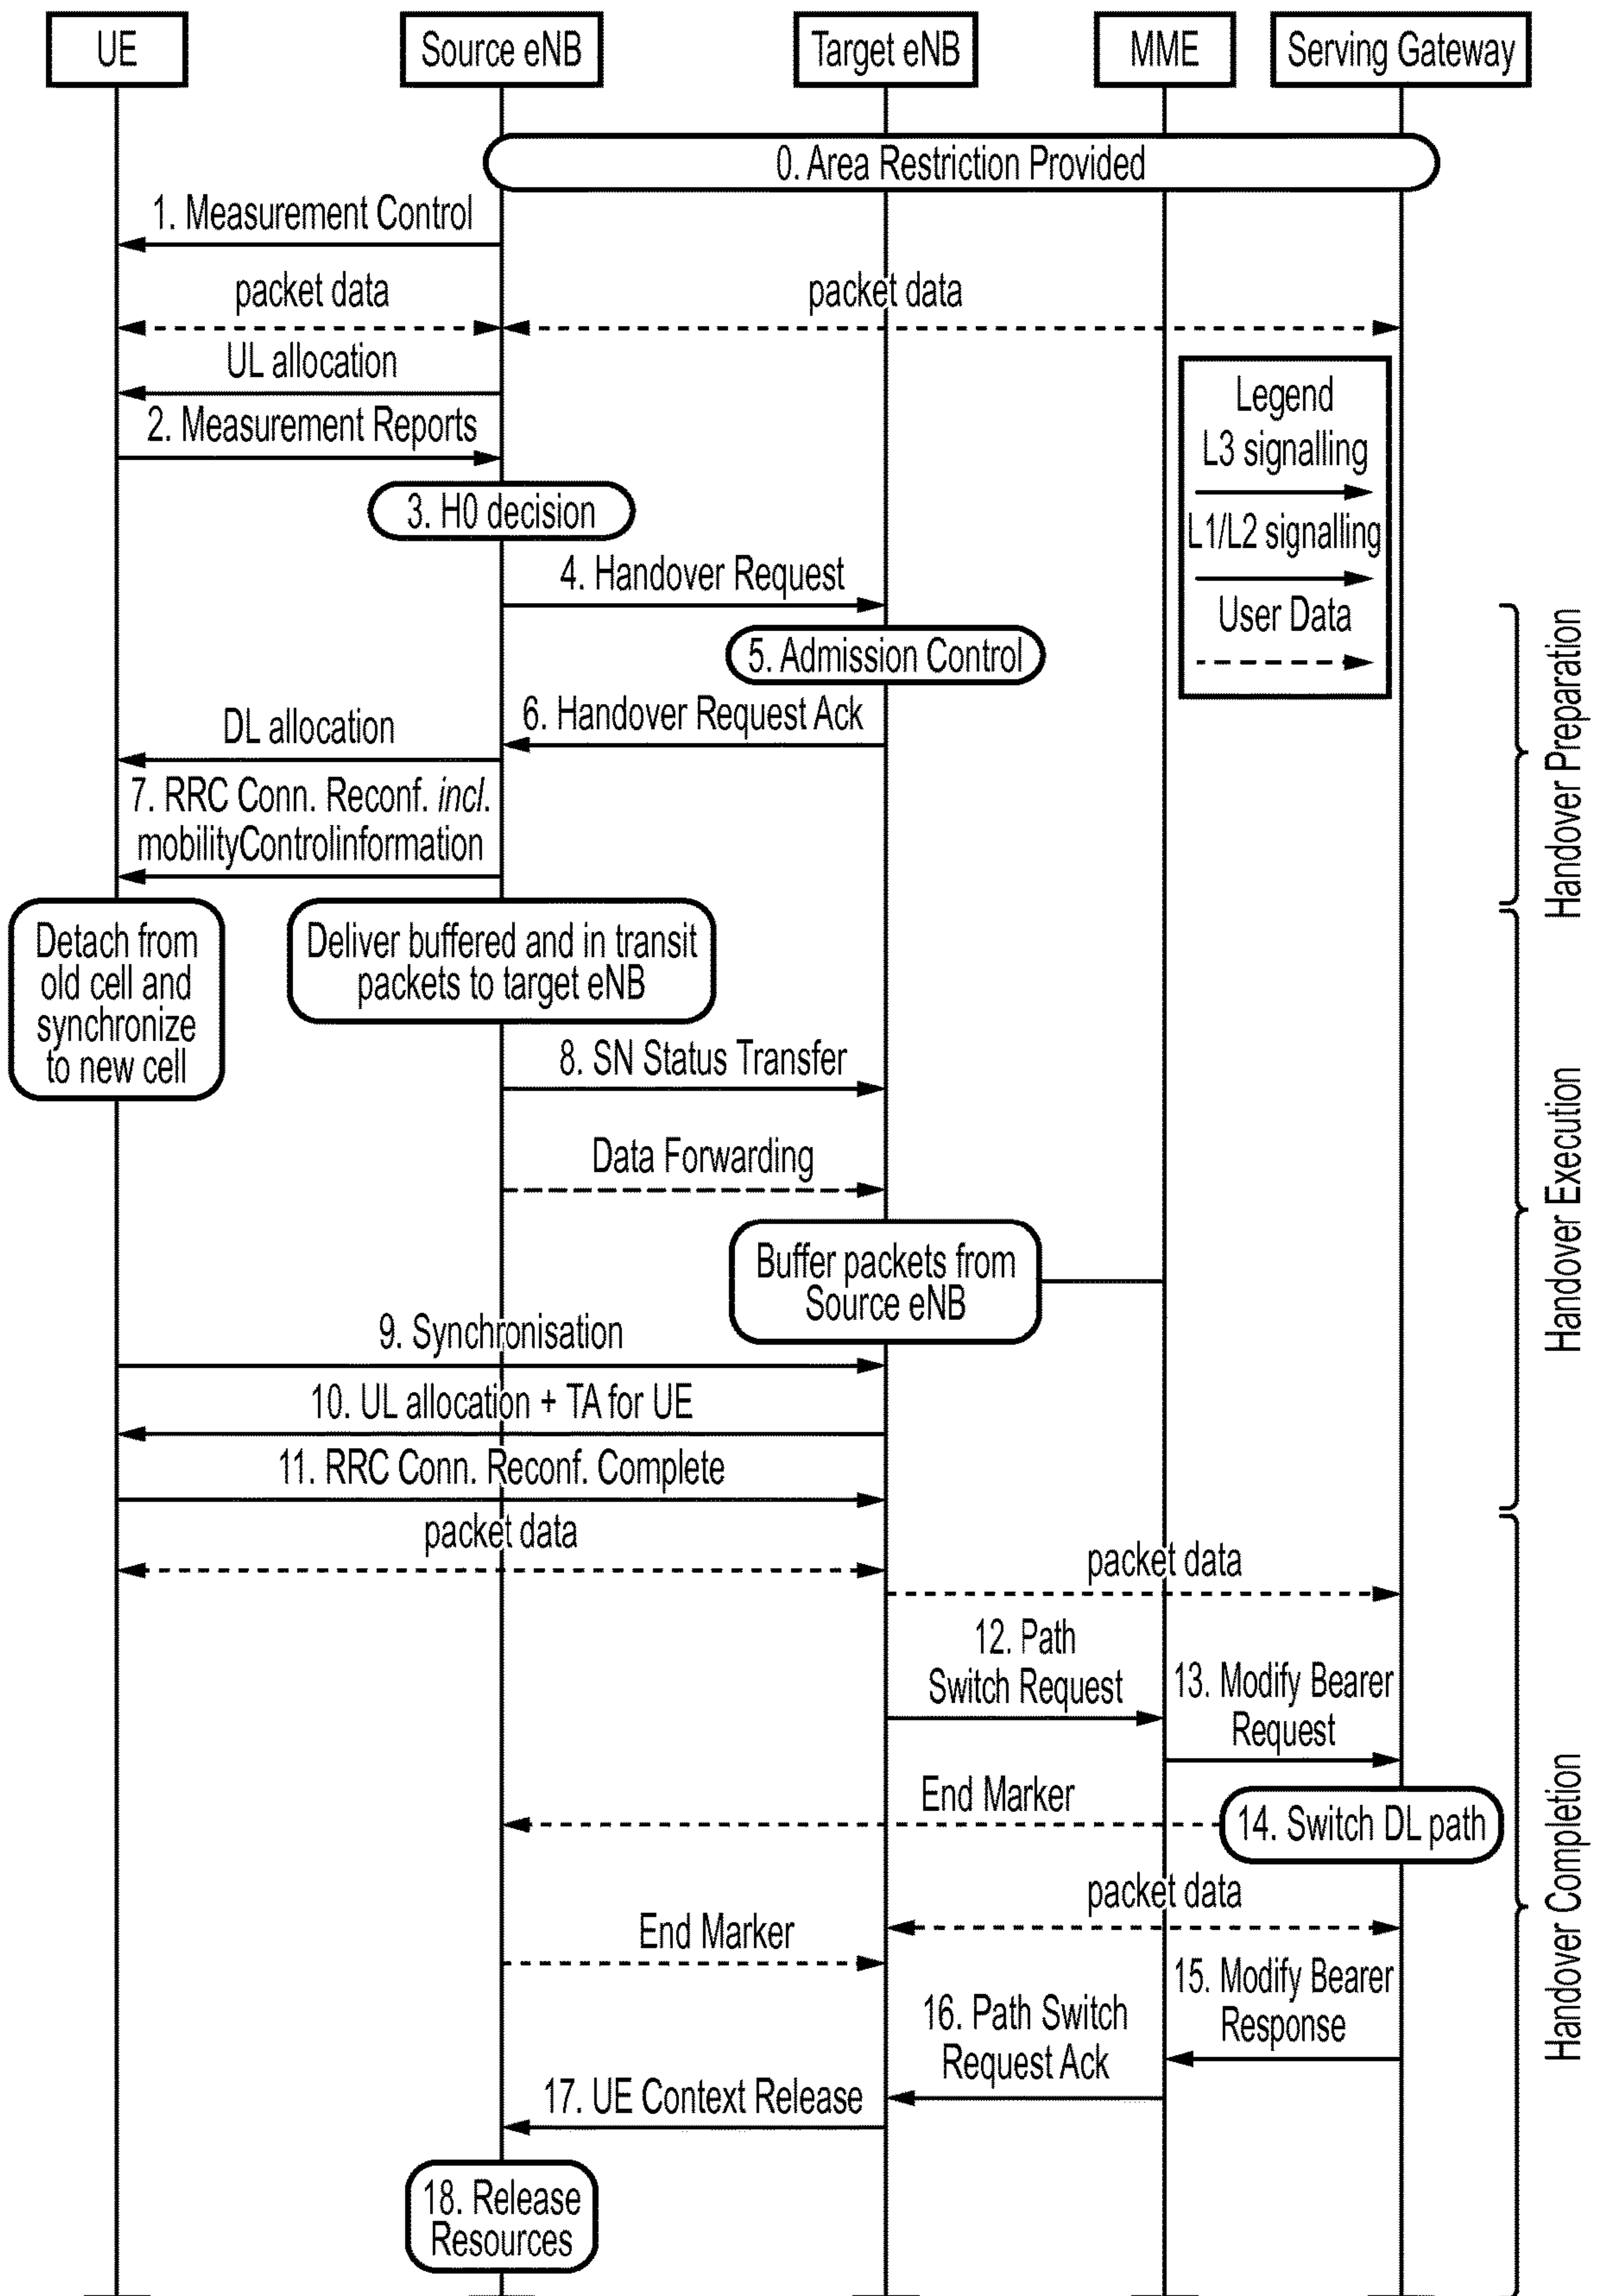 UE
Source eNB
Target eNB
MME
Serving Gateway
0. Area Restriction Provided
1. Measurement Control
packet data
packet data
UL allocation
2. Measurement Reports
Legend
L3 signalling
L1/L2 signalling
User Data
3. H0 decision
4. Handover Request
5. Admission Control
6. Handover Request Ack
DL allocation
7. RRC Conn. Reconf. incl.
mobilityControlinformation
Handover Preparation
Detach from
old cell and
synchronize
to new cell
Deliver buffered and in transit
packets to target eNB
8. SN Status Transfer
Data Forwarding
Buffer packets from
Source eNB
9. Synchronisation
10. UL allocation + TA for UE
11. RRC Conn. Reconf. Complete
Handover Execution
packet data
packet data
12. Path
Switch Request
13. Modify Bearer
Request
End Marker
14. Switch DL path
packet data
End Marker
15. Modify Bearer
Response
16. Path Switch
Request Ack
17. UE Context Release
18. Release
Resources
Handover Completion